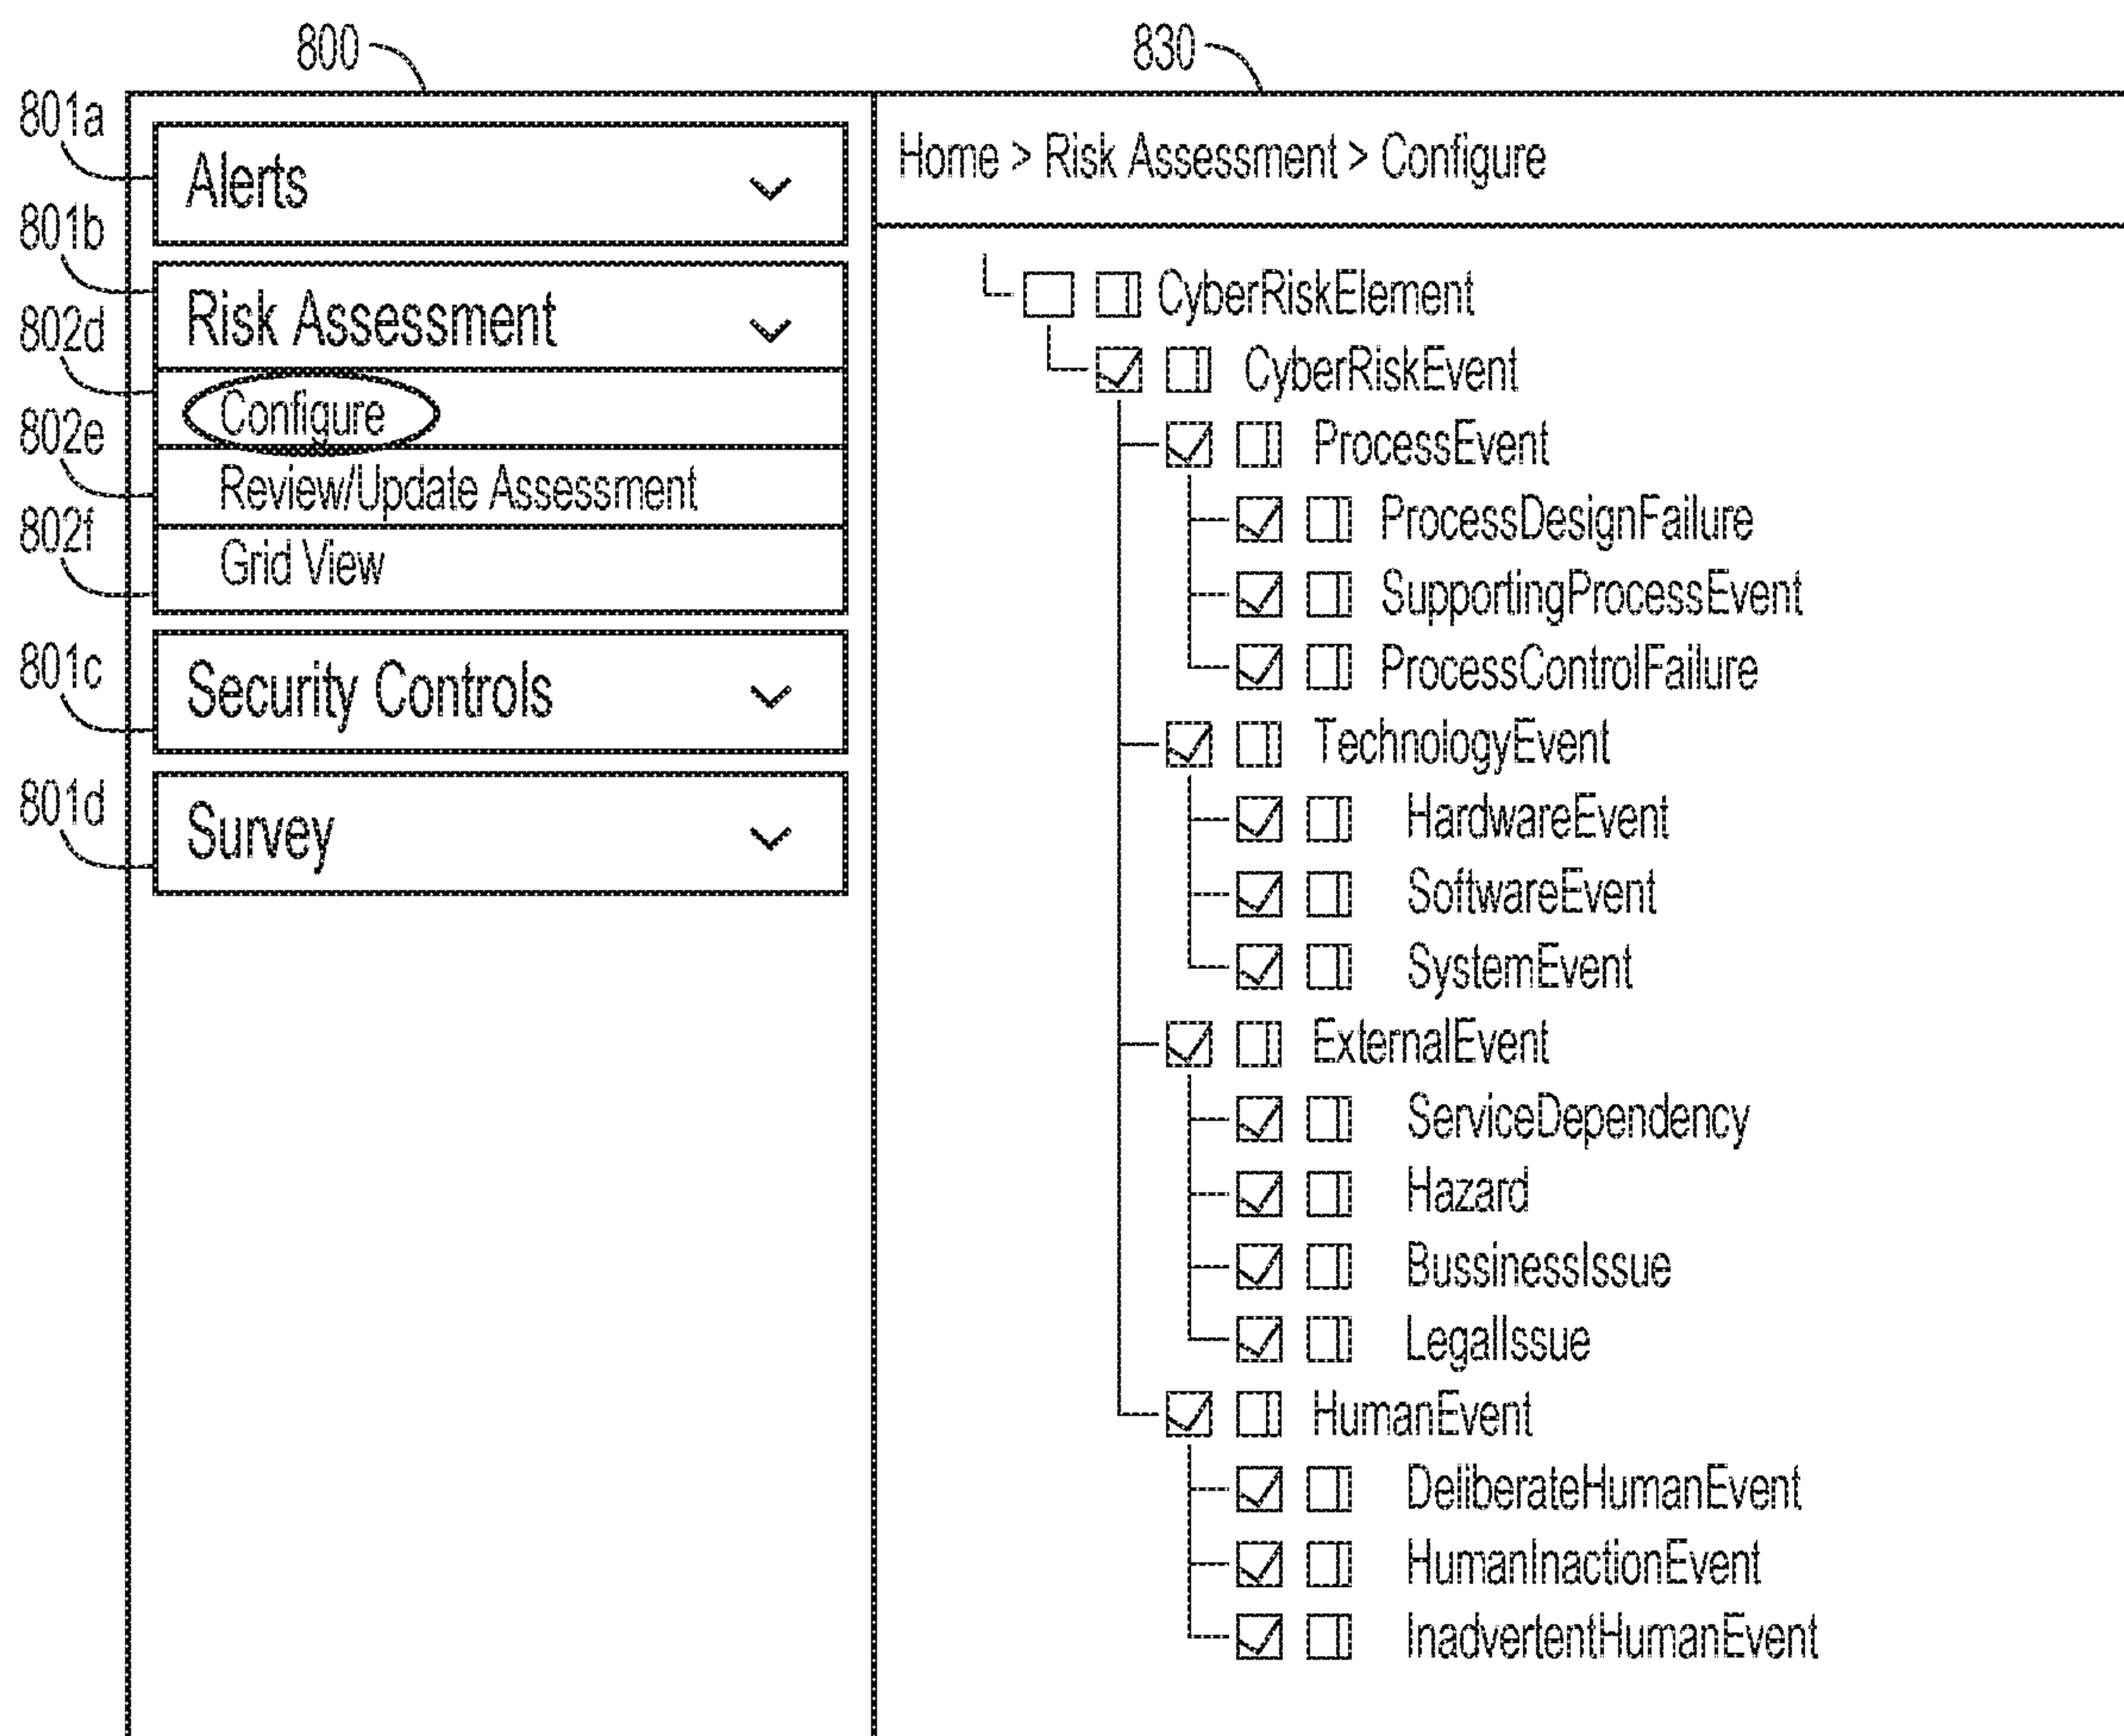 800
830
801a
Alerts
Home > Risk Assessment > Configure
801b
Risk Assessment
802d
Configure
802e
Review/Update Assessment
802f
Grid View
801c
Security Controls
801d
Survey
CyberRiskElement
CyberRiskEvent
ProcessEvent
ProcessDesignFailure
SupportingProcessEvent
ProcessControlFailure
TechnologyEvent
HardwareEvent
SoftwareEvent
SystemEvent
ExternalEvent
ServiceDependency
Hazard
BussinessIssue
LegalIssue
HumanEvent
DeliberateHumanEvent
HumanInactionEvent
InadvertentHumanEvent